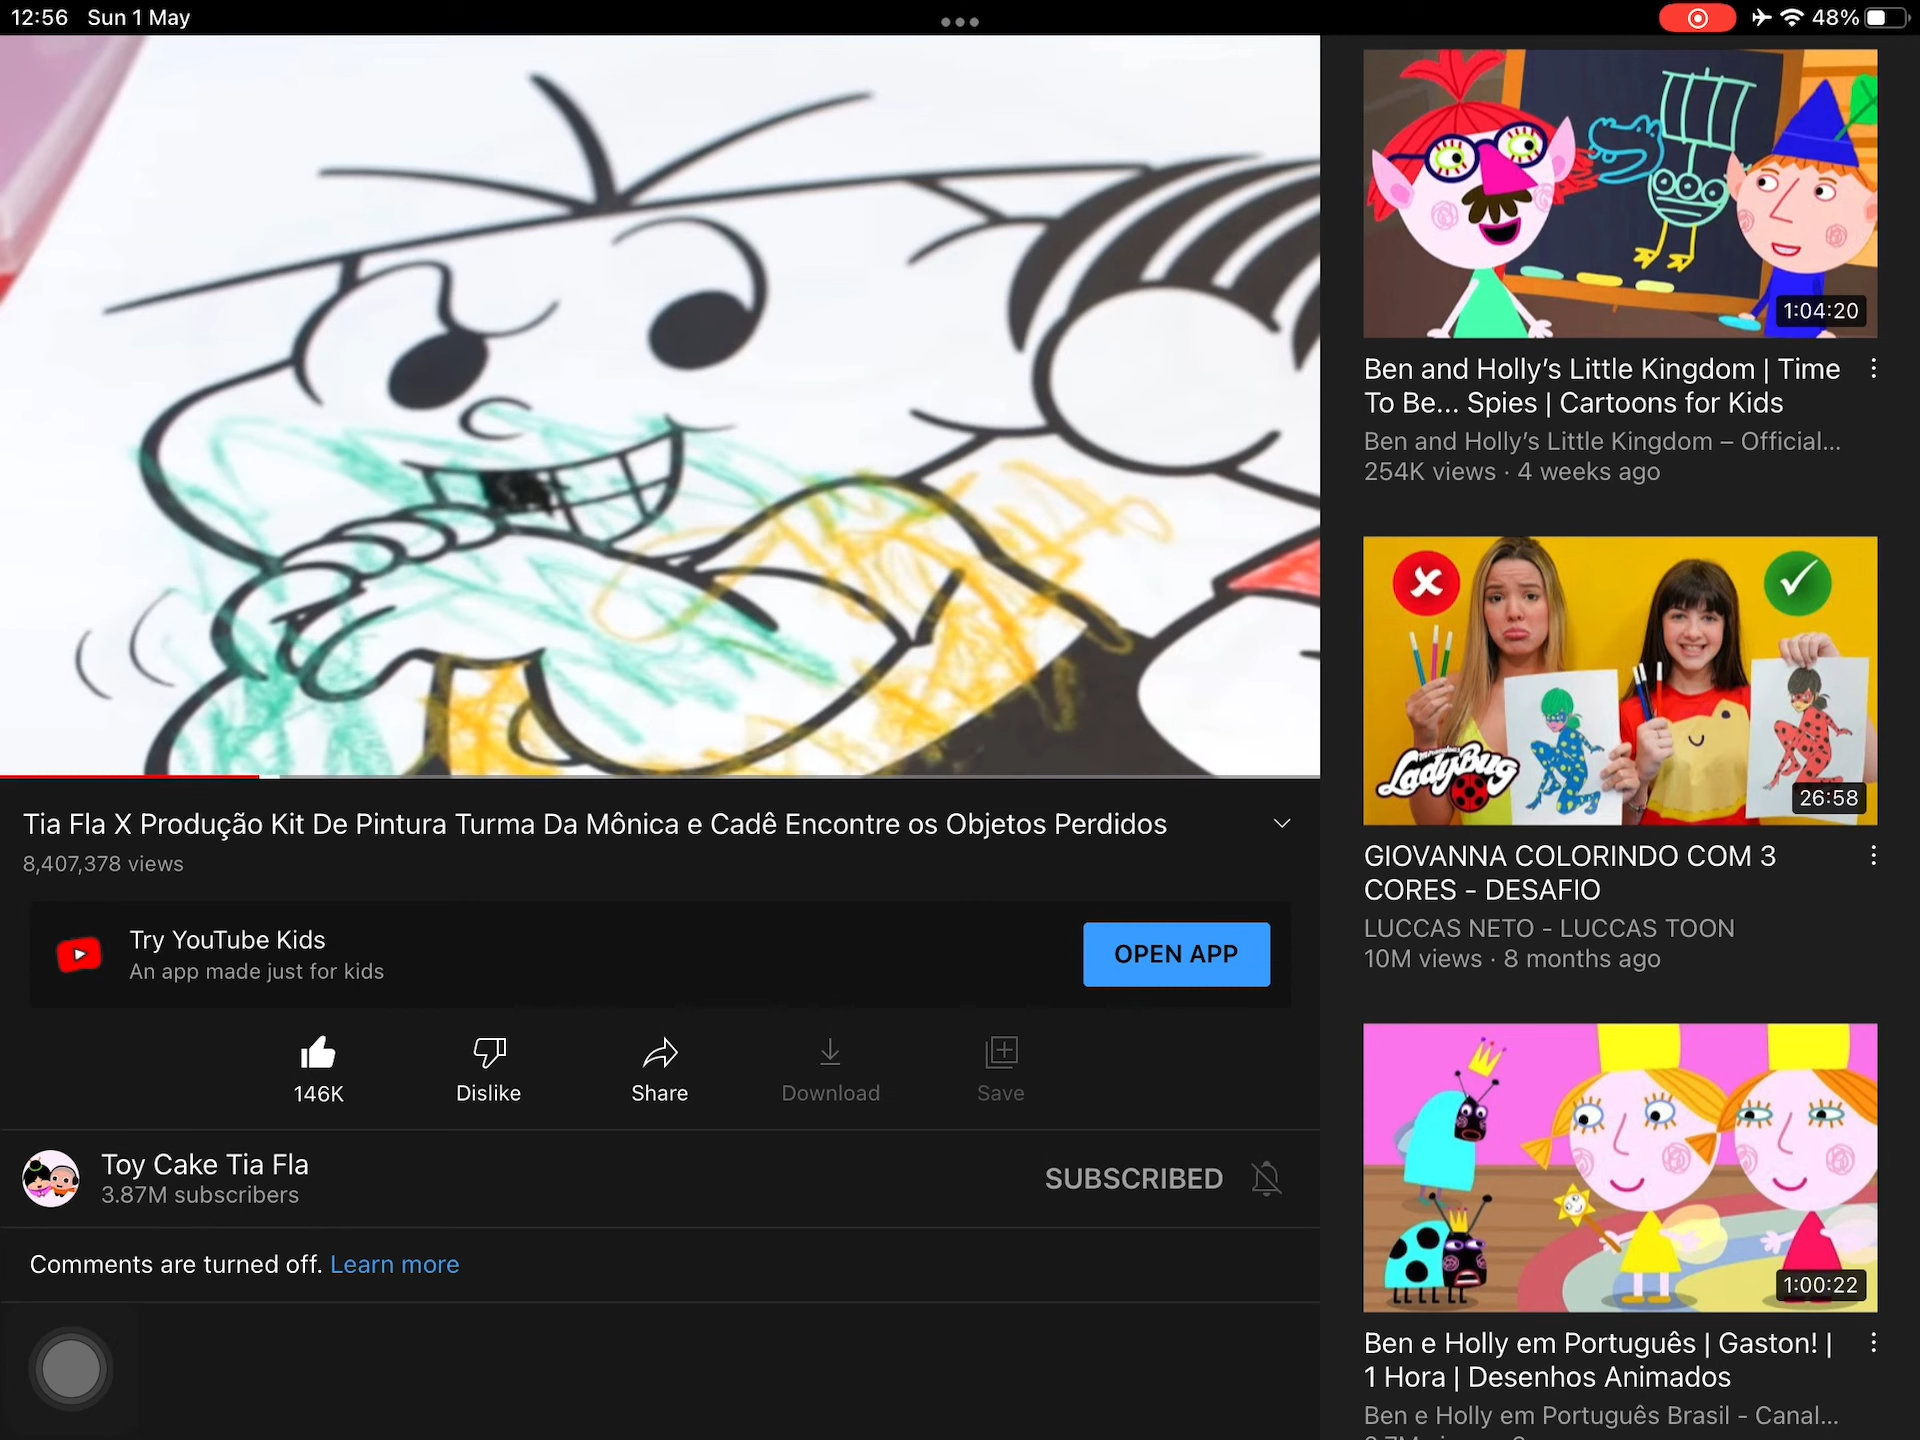 12:56 Sun 1 May
48%
Tia Fla X Produção Kit De Pintura Turma Da Mônica e Cadê Encontre os Objetos Perdidos
8,407,378 views
Try YouTube Kids
An app made just for kids
OPEN APP
146K
Dislike
Share
Download
Save
Toy Cake Tia Fla
3.87M subscribers
SUBSCRIBED
Comments are turned off. Learn more
1:04:20
Ben and Holly’s Little Kingdom | Time
To Be... Spies | Cartoons for Kids
Ben and Holly’s Little Kingdom – Official...
254K views · 4 weeks ago
LadyBug
26:58
GIOVANNA COLORINDO COM 3
CORES - DESAFIO
LUCCAS NETO - LUCCAS TOON
10M views · 8 months ago
1:00:22
Ben e Holly em Português | Gaston! |
1 Hora | Desenhos Animados
Ben e Holly em Português Brasil - Canal...